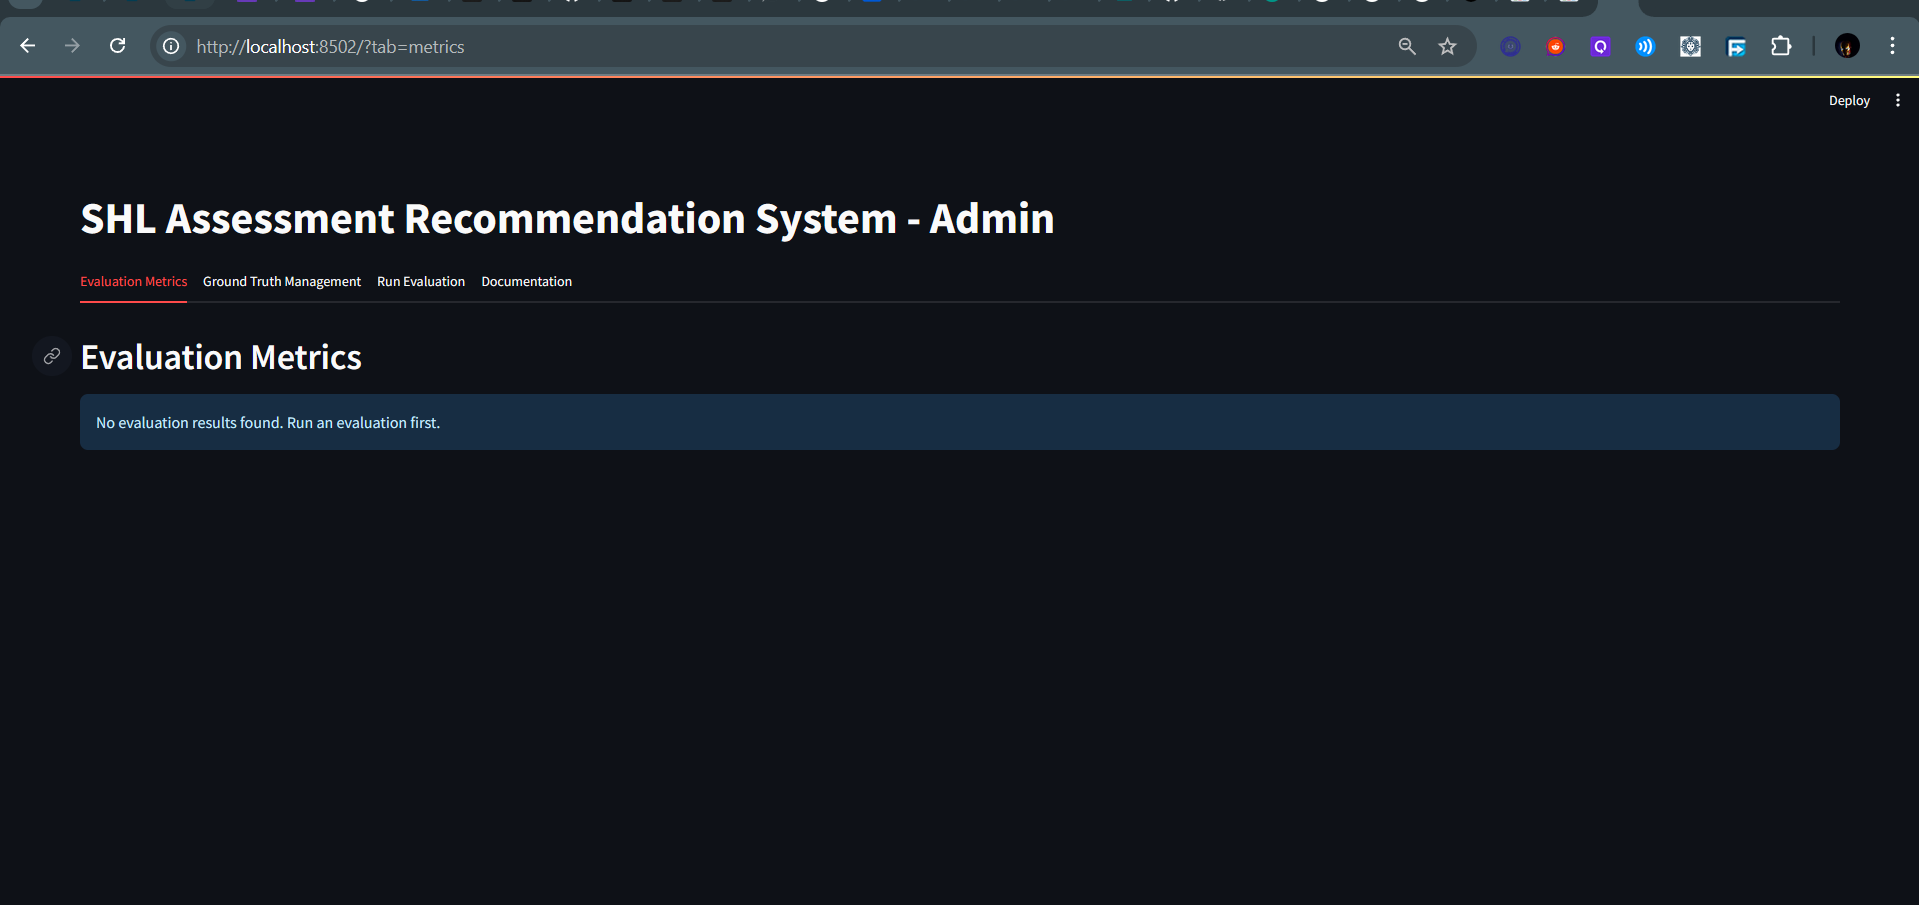 http://localhost:8502/?tab=metrics
Deploy
SHL Assessment Recommendation System - Admin
Evaluation Metrics Ground Truth Management Run Evaluation Documentation
Evaluation Metrics
No evaluation results found. Run an evaluation first.